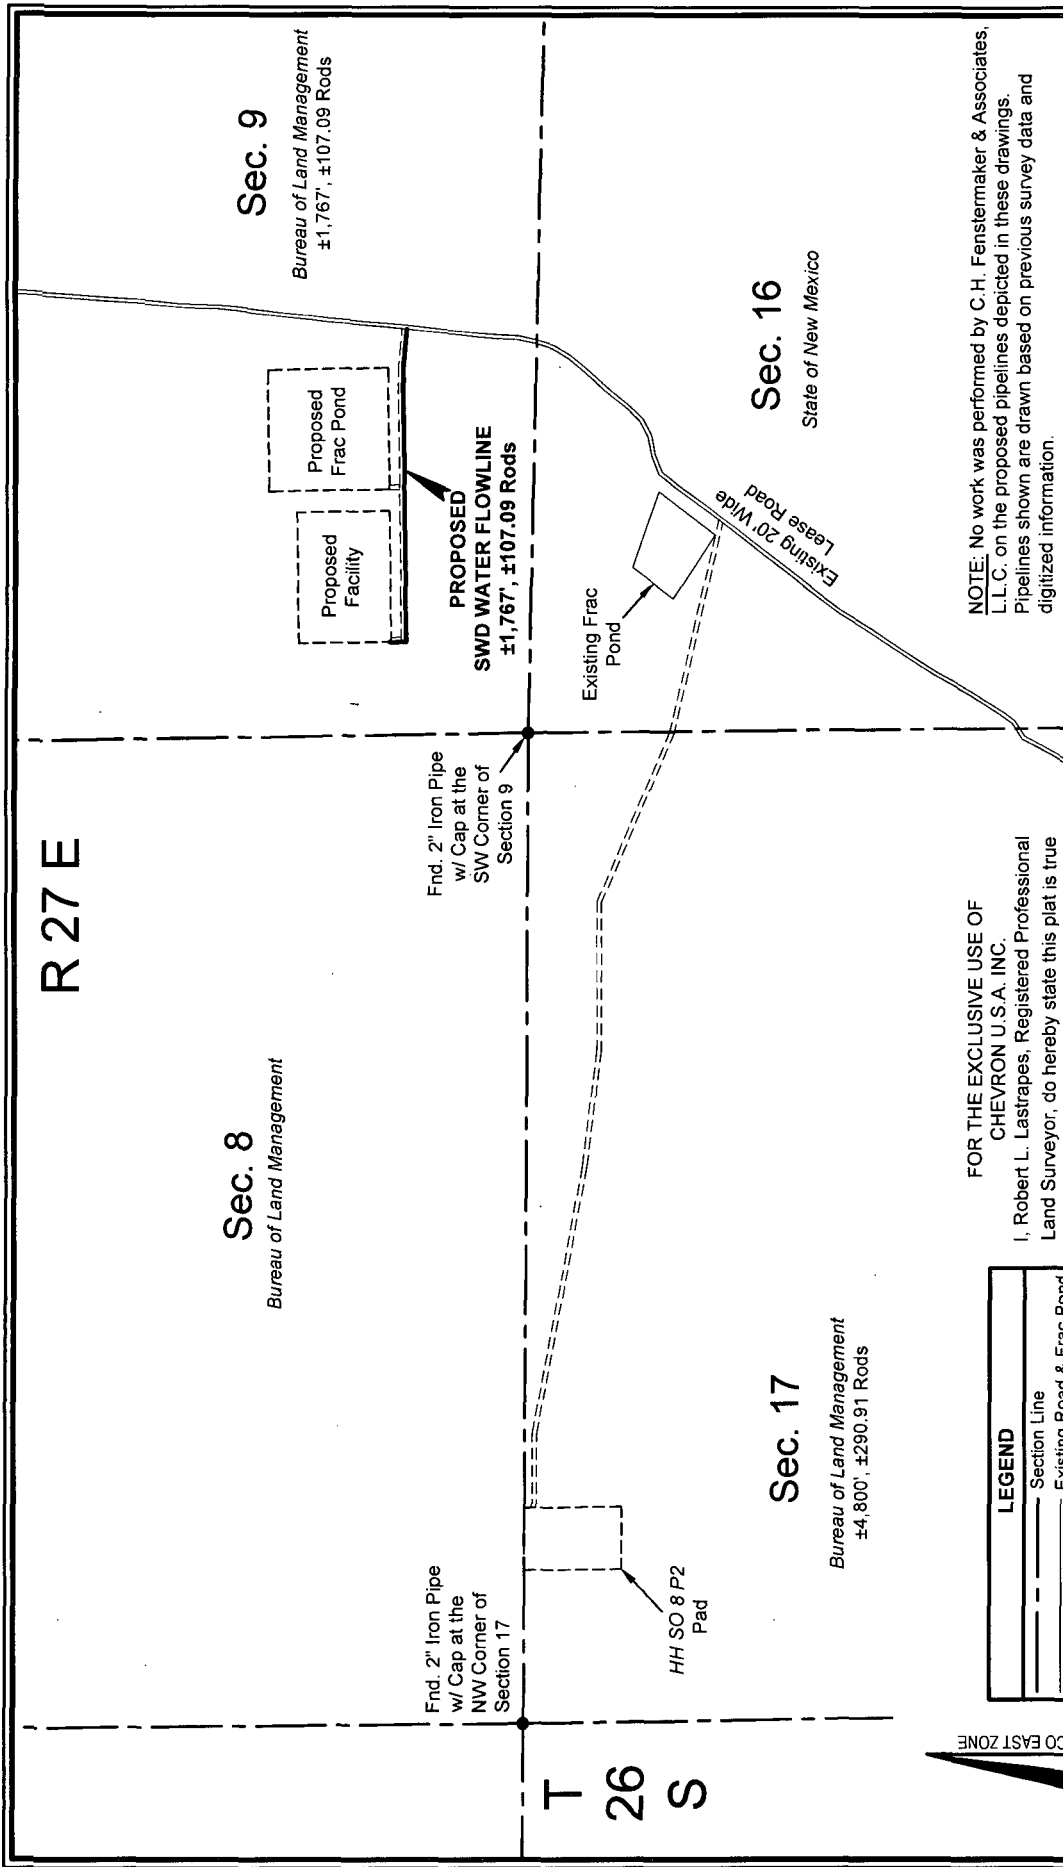 R 27 E
Sec. 8
Bureau of Land Management
Sec. 9
Bureau of Land Management
±1,767', ±107.09 Rods
Proposed
Facility
Proposed
Frac Pond
PROPOSED
SWD WATER FLOWLINE
±1,767', ±107.09 Rods
Fnd. 2" Iron Pipe
w/ Cap at the
NW Corner of
Section 17
Fnd. 2" Iron Pipe
w/ Cap at the
SW Corner of
Section 9
T
26
S
HH SO 8 P2
Pad
Existing Frac
Pond
Existing 20' Wide
Lease Road
Sec. 16
State of New Mexico
Sec. 17
Bureau of Land Management
±4,800', ±290.91 Rods
CO EAST ZONE
LEGEND
Section Line
Existing Road & Frac Pond
FOR THE EXCLUSIVE USE OF
CHEVRON U.S.A. INC.
I, Robert L. Lastrapes, Registered Professional
Land Surveyor, do hereby state this plat is true
NOTE: No work was performed by C.H. Fenstermaker & Associates,
L.L.C. on the proposed pipelines depicted in these drawings.
Pipelines shown are drawn based on previous survey data and
digitized information.